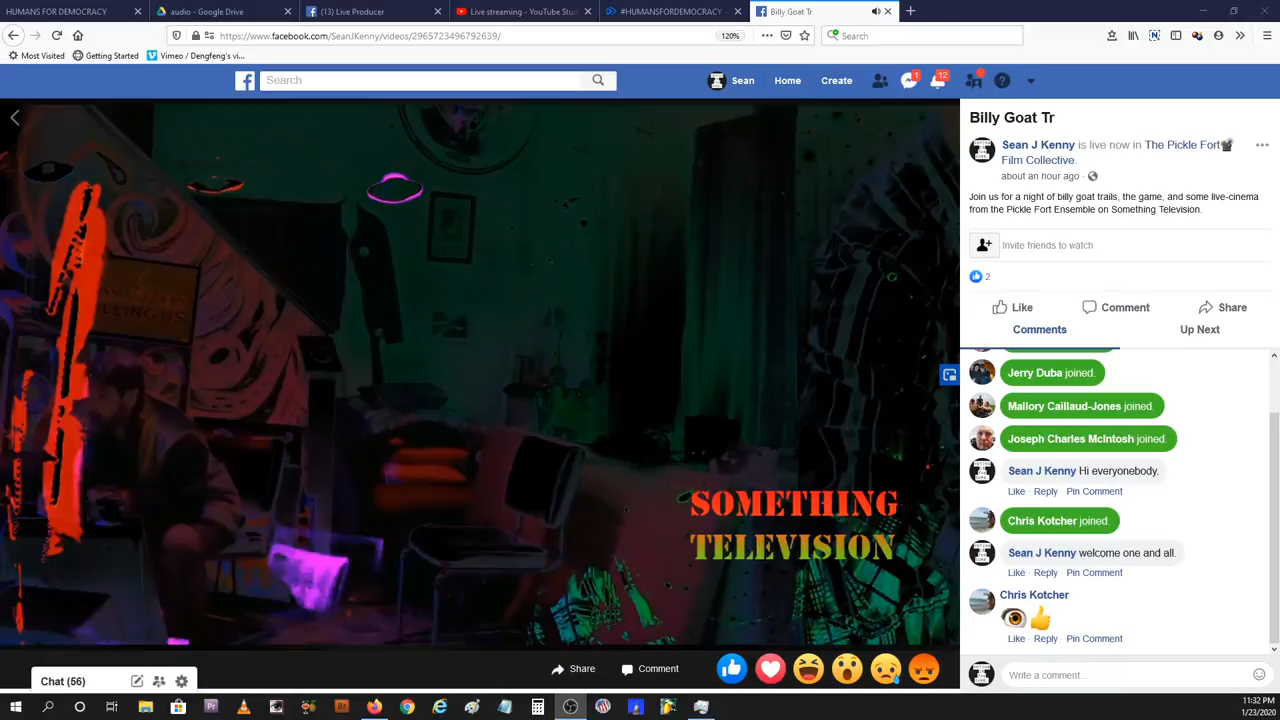 HUMANS FOR DEMOCRACY
audio - Google Drive
(13) Live Producer
Live streaming - YouTube Stu
#HUMANSFORDEMOCRACY -
Billy Goat Tr
https://www.facebook.com/SeanJKenny/videos/2965723496792639/
120%
Search
Most Visited
Getting Started
Vimeo / Dengfeng's vi...
Search
Sean
Home
Create
1
12
Billy Goat Tr
Sean J Kenny is live now in The Pickle Fort
Film Collective.
about an hour ago ·
Join us for a night of billy goat trails, the game, and some live-cinema
from the Pickle Fort Ensemble on Something Television.
Invite friends to watch
2
Like
Comment
Share
Comments
Up Next
Jerry Duba joined.
Mallory Caillaud-Jones joined.
Joseph Charles McIntosh joined.
Sean J Kenny Hi everyonebody.
Like · Reply · Pin Comment
Chris Kotcher joined.
Sean J Kenny welcome one and all.
Like · Reply · Pin Comment
Chris Kotcher
Like · Reply · Pin Comment
SOMETHING
TELEVISION
Share
Comment
Chat (56)
Write a comment...
11:32 PM
1/23/2020